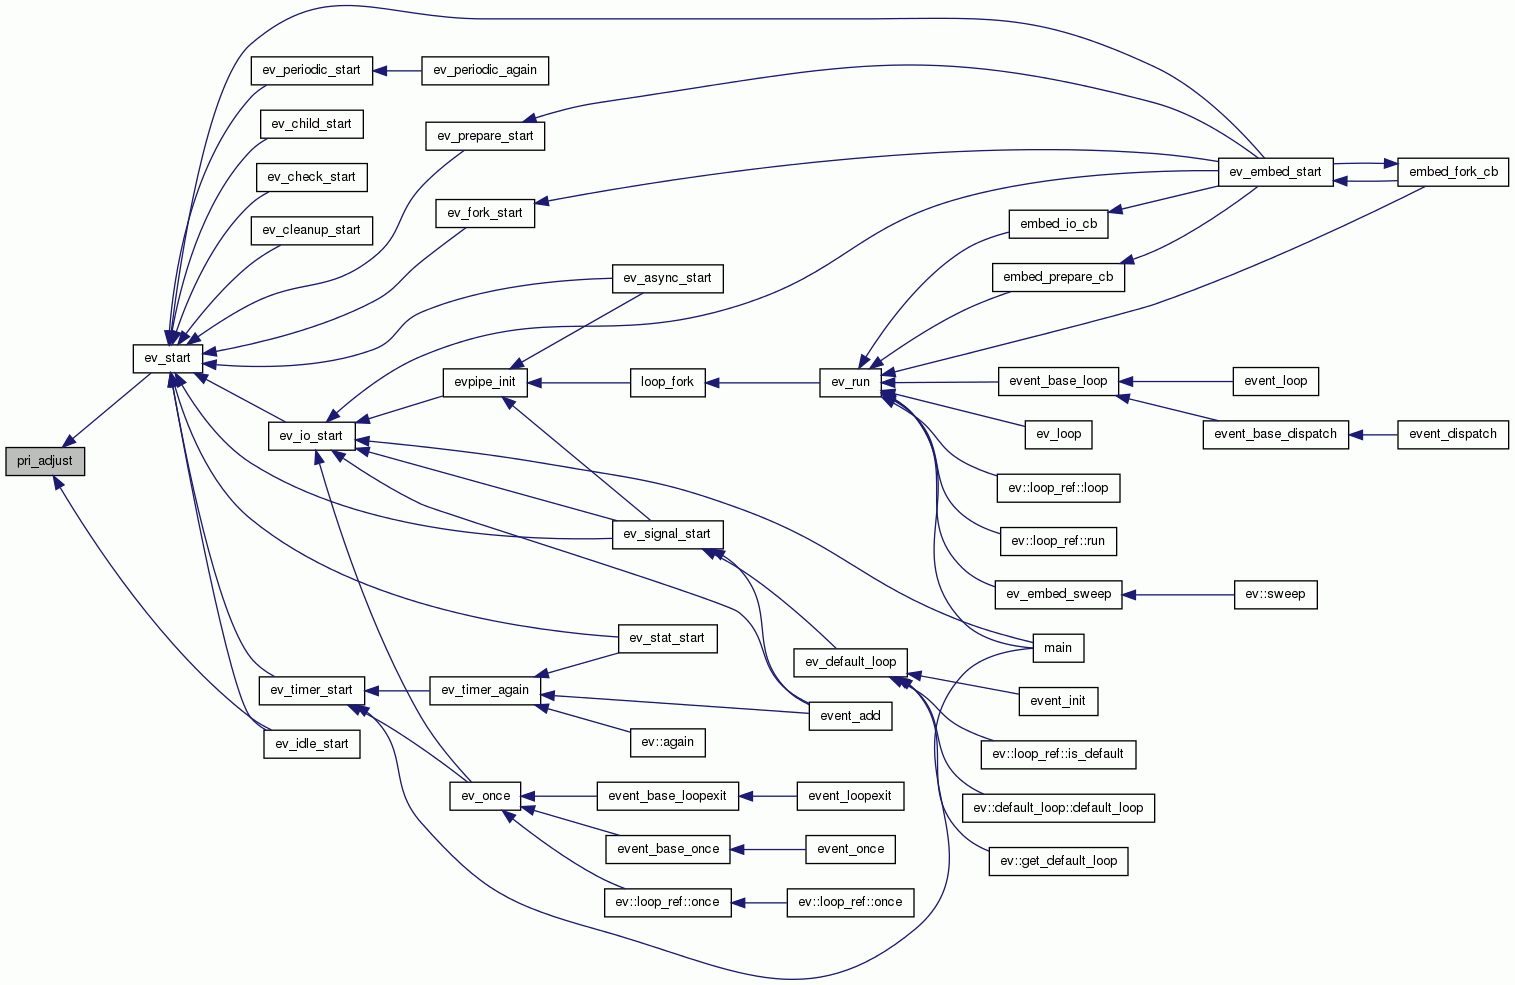 ev_periodic_start
ev_periodic_again
ev_child_start
ev_prepare_start
ev_check_start
ev_embed_start
embed_fork_cb
ev_fork_start
embed_io_cb
ev_cleanup_start
ev_async_start
embed_prepare_cb
ev_start
evpipe_init
loop_fork
ev_run
event_base_loop
event_loop
ev_io_start
ev_loop
event_base_dispatch
event_dispatch
pri_adjust
ev::loop_ref::loop
ev_signal_start
ev::loop_ref::run
ev_embed_sweep
ev::sweep
ev_stat_start
main
ev_default_loop
ev_timer_start
ev_timer_again
event_init
event_add
ev_idle_start
ev::again
ev::loop_ref::is_default
ev_once
event_base_loopexit
event_loopexit
ev::default_loop::default_loop
event_base_once
event_once
ev::get_default_loop
ev::loop_ref::once
ev::loop_ref::once